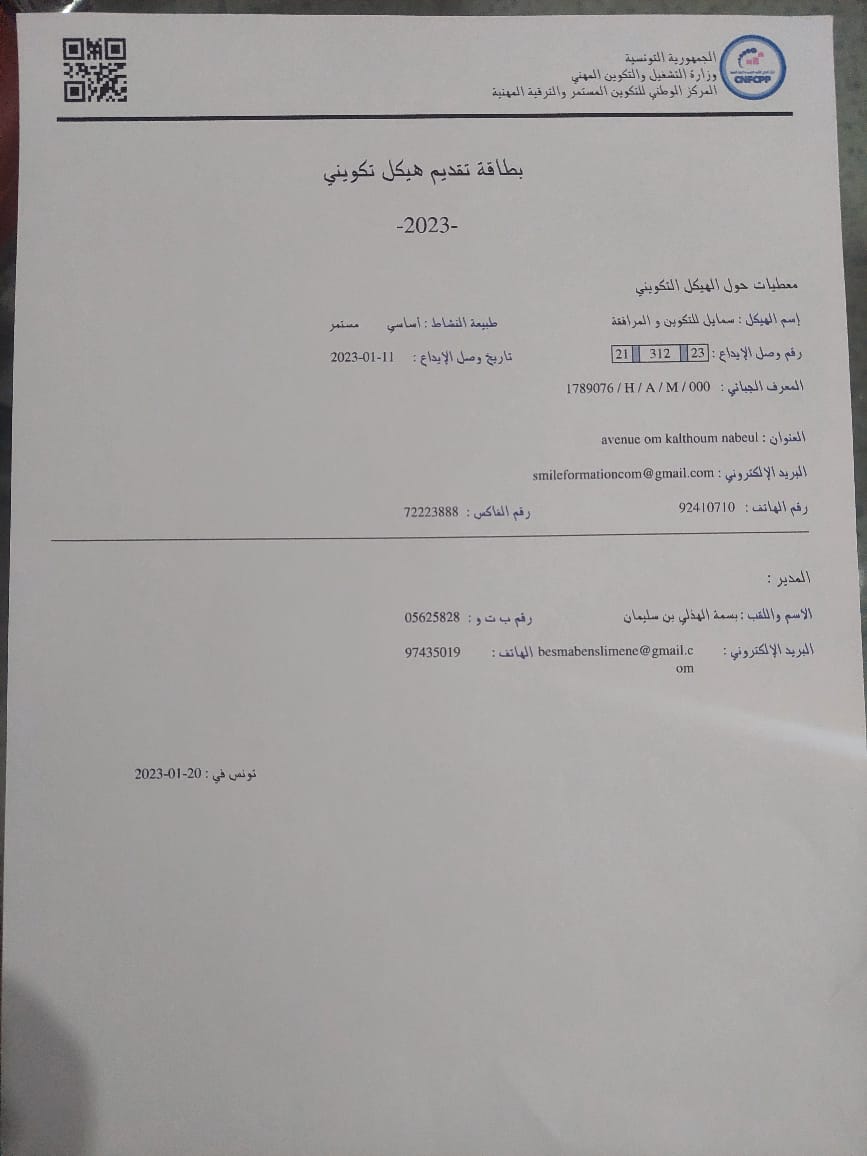 الجمهورية التونسية
وزارة التشغيل والتكوين المهني
المركز الوطني للتكوين المستمر والترقية المهنية
CNFCPP
بطاقة تقديم هيكل تكويني
-2023-
معطيات حول الهيكل التكويني
إسم الهيكل : سمايل للتكوين و المرافقة طبيعة النشاط : أساسي مستمر
رقم وصل الإيداع : 21 312 23 تاريخ وصل الإيداع : 2023-01-11
المعرف الجبائي : 1789076 / H / A / M / 000
العنوان : avenue om kalthoum nabeul
البريد الإلكتروني : smileformationcom@gmail.com
رقم الهاتف : 92410710 رقم الفاكس : 72223888
المدير :
الاسم واللقب : بسمة الهذلي بن سليمان رقم ب ت و : 05625828
البريد الإلكتروني : besmabenslimene@gmail.c الهاتف : 97435019
om
تونس في : 2023-01-20